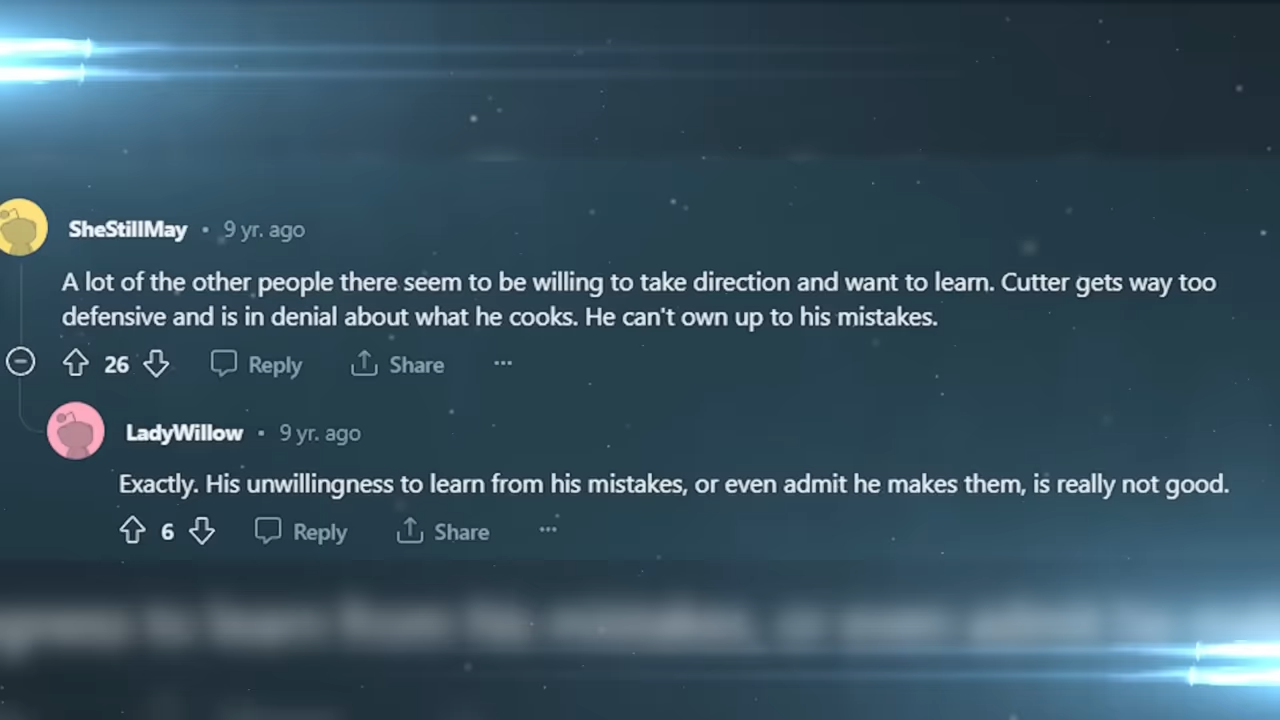 SheStillMay • 9 yr. ago
A lot of the other people there seem to be willing to take direction and want to learn. Cutter gets way too
defensive and is in denial about what he cooks. He can't own up to his mistakes.
26 Reply Share ...
LadyWillow • 9 yr. ago
Exactly. His unwillingness to learn from his mistakes, or even admit he makes them, is really not good.
6 Reply Share ...